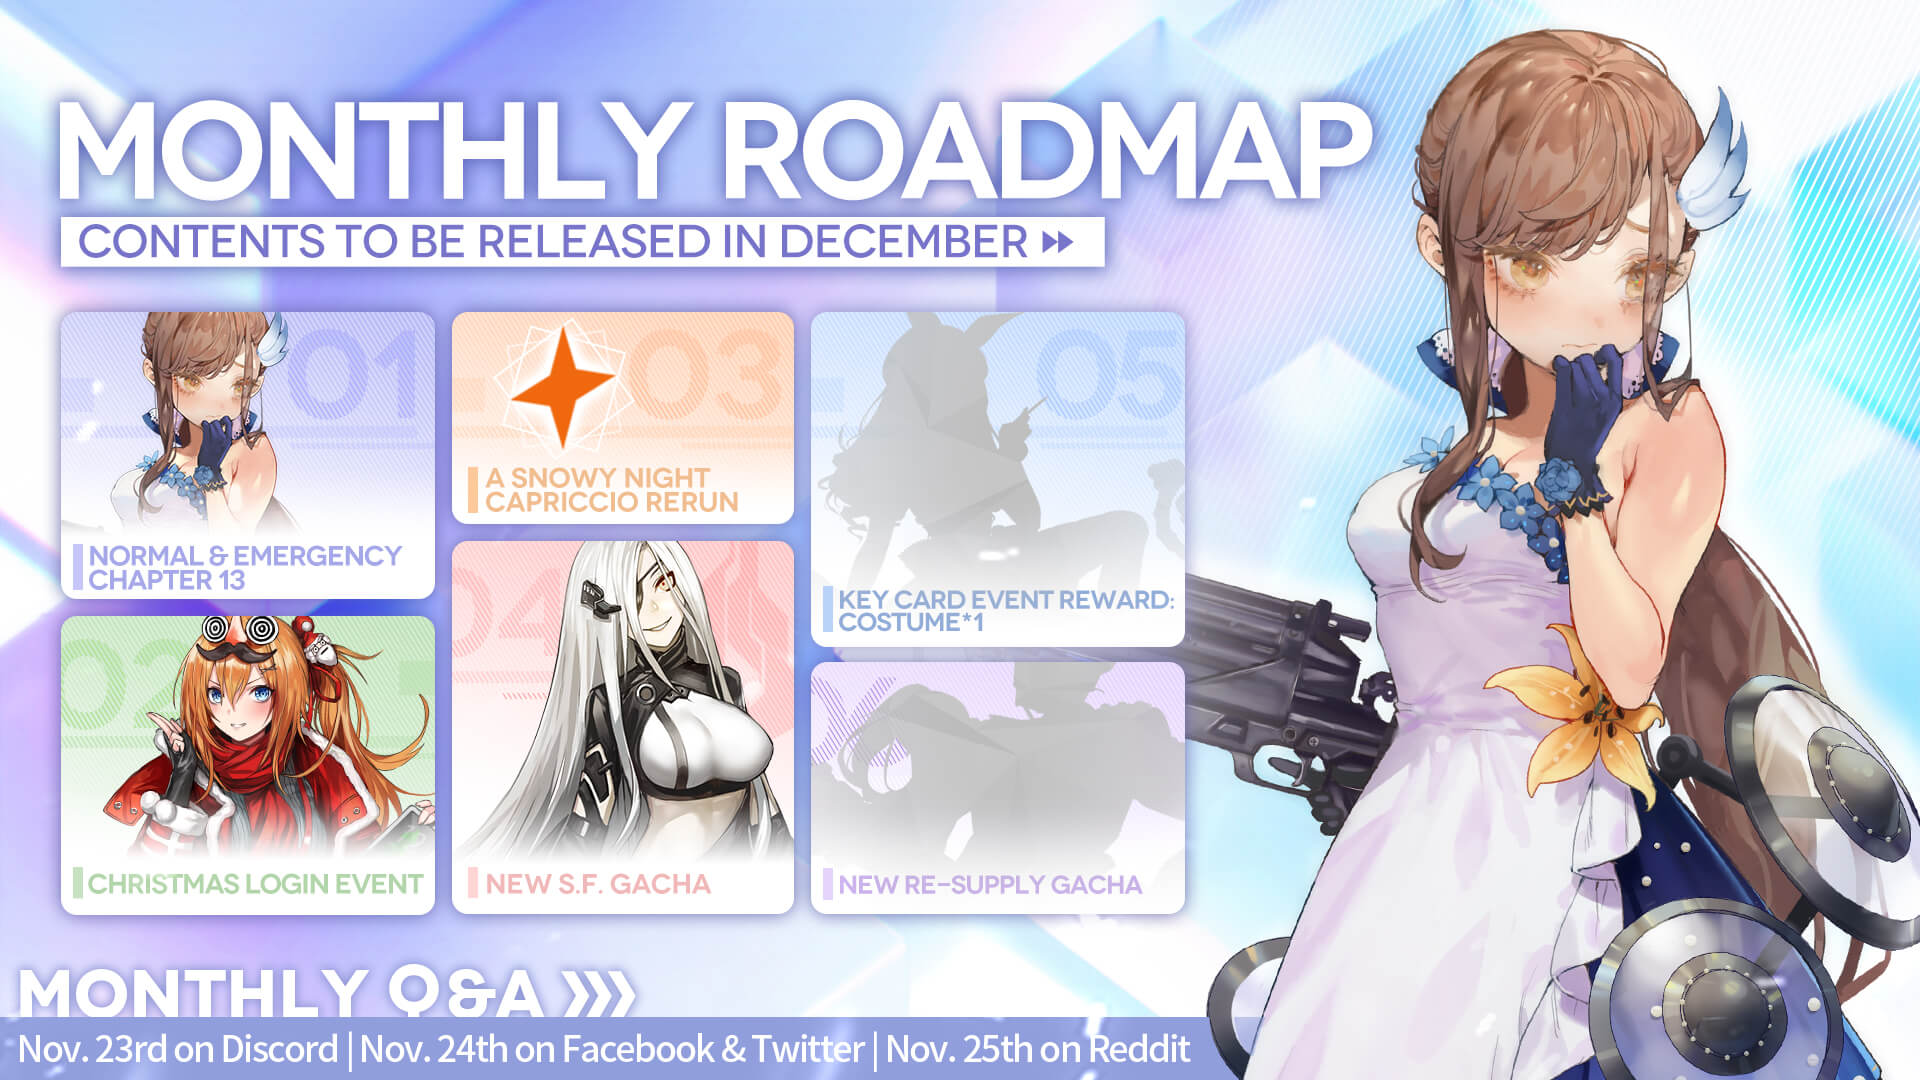 MONTHLY ROADMAP
CONTENTS TO BE RELEASED IN DECEMBER
01
NORMAL & EMERGENCY
CHAPTER 13
02
CHRISTMAS LOGIN EVENT
03
A SNOWY NIGHT
CAPRICCIO RERUN
04
NEW S.F. GACHA
05
KEY CARD EVENT REWARD:
COSTUME*1
NEW RE-SUPPLY GACHA
MONTHLY Q&A
Nov. 23rd on Discord | Nov. 24th on Facebook & Twitter | Nov. 25th on Reddit